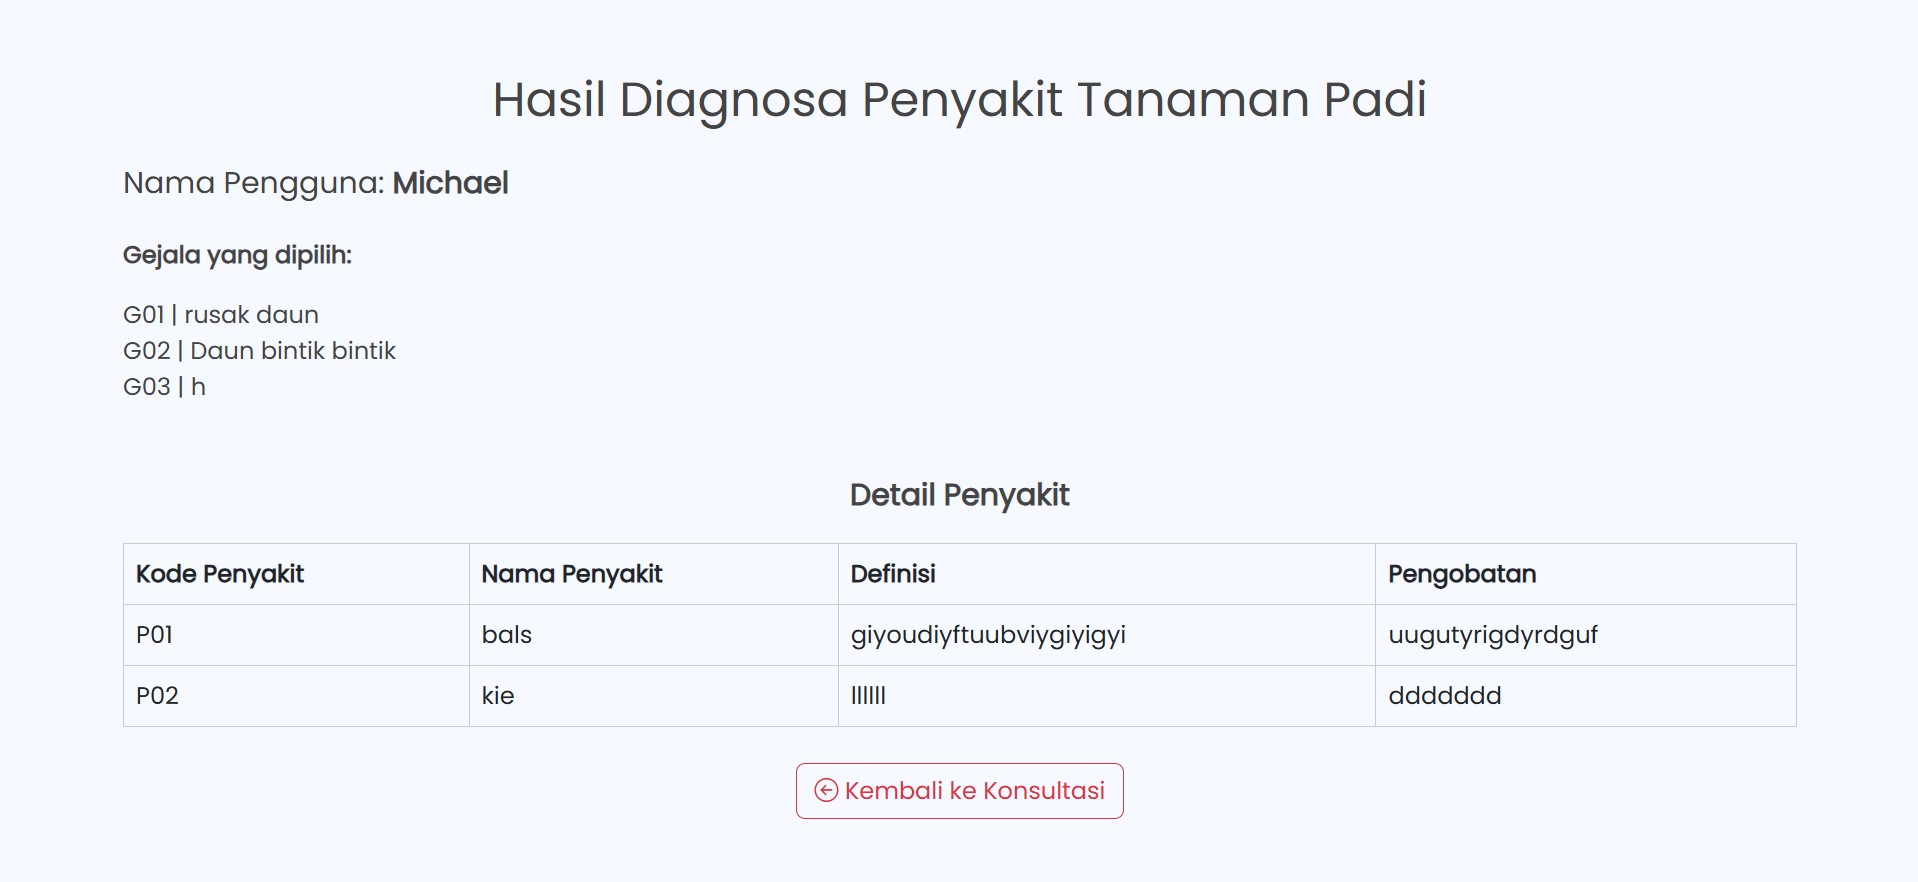 Hasil Diagnosa Penyakit Tanaman Padi
Nama Pengguna: Michael
Gejala yang dipilih:
G01 | rusak daun
G02 | Daun bintik bintik
G03 | h
Detail Penyakit
Kode Penyakit Nama Penyakit Definisi Pengobatan
P01 bals giyoudiyftuubviygiyigyi uugutyrigdyrdguf
P02 kie llllll ddddddd
Kembali ke Konsultasi